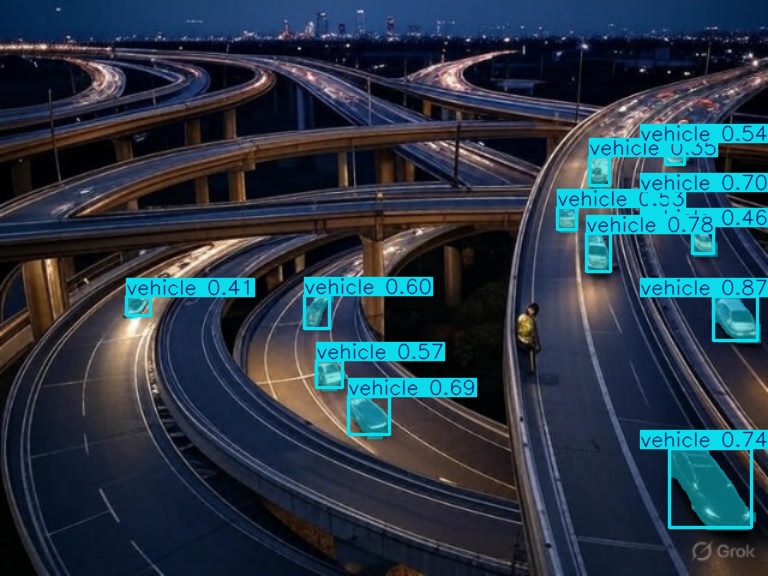 vehicle 0.54
vehicle 0.35
vehicle 0.70
vehicle 0.53
vehicle 0.46
vehicle 0.78
vehicle 0.41
vehicle 0.60
vehicle 0.87
vehicle 0.57
vehicle 0.69
vehicle 0.74
Grok